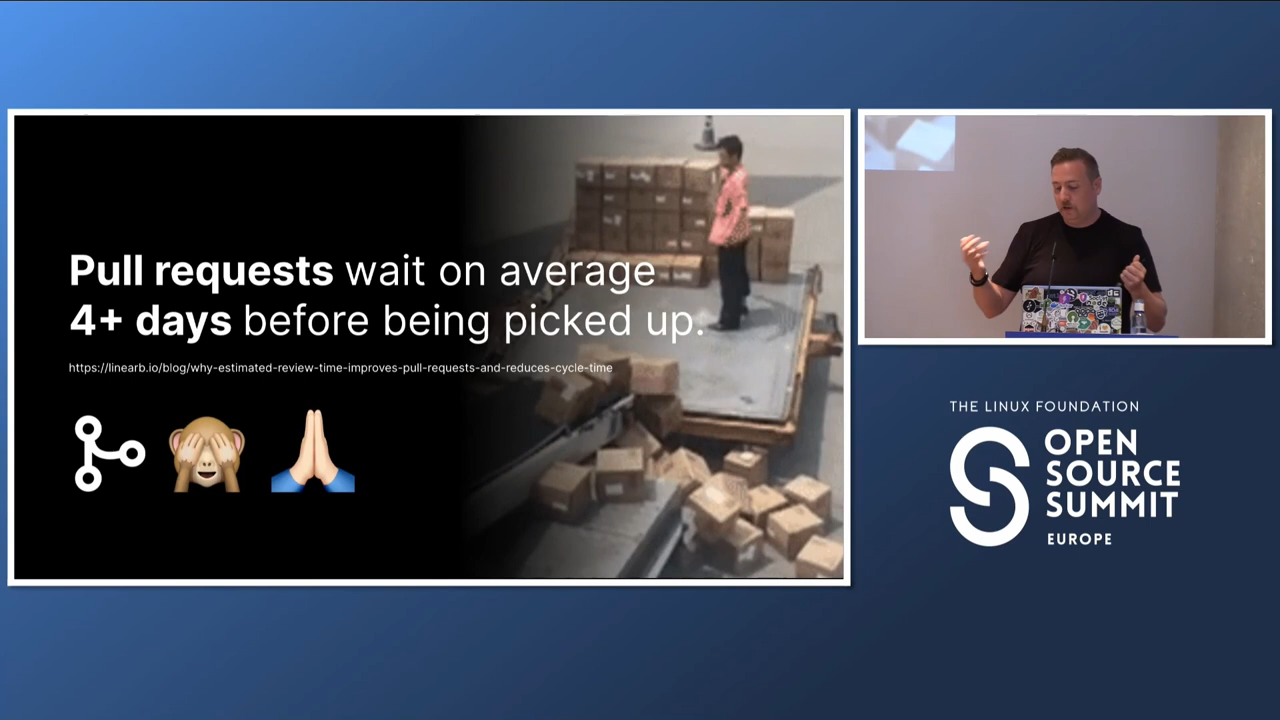 Pull requests wait on average
4+ days before being picked up.
https://linearb.io/blog/why-estimated-review-time-improves-pull-requests-and-reduces-cycle-time
THE LINUX FOUNDATION
OPEN
SOURCE
SUMMIT
EUROPE